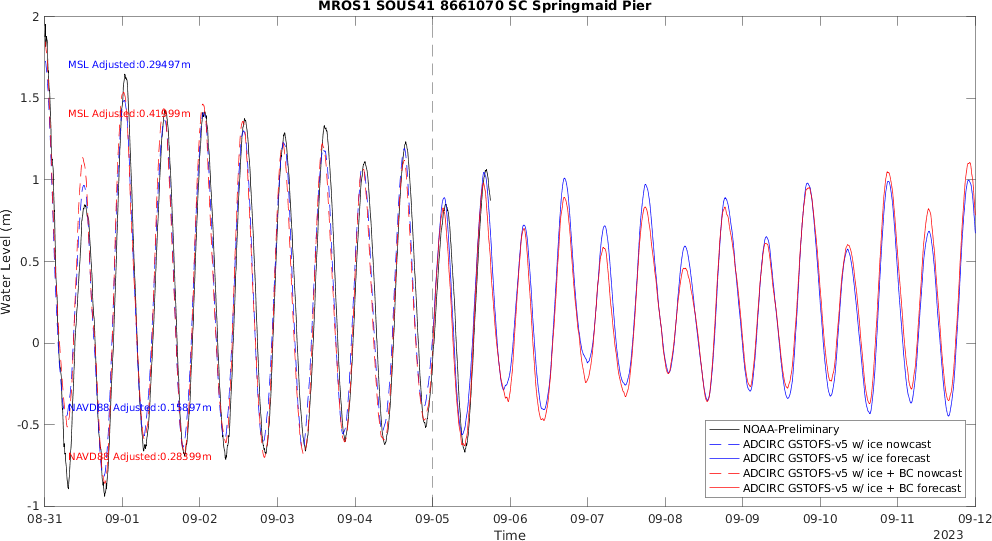 MROS1 SOUS41 8661070 SC Springmaid Pier
2
1.5
1
0.5
0
-0.5
-1
Water Level (m)
MSL Adjusted:0.29497m
MSL Adjusted:0.41999m
NAVD88 Adjusted:0.15897m
NAVD88 Adjusted:0.28399m
NOAA-Preliminary
ADCIRC GSTOFS-v5 w/ ice nowcast
ADCIRC GSTOFS-v5 w/ ice forecast
ADCIRC GSTOFS-v5 w/ ice + BC nowcast
ADCIRC GSTOFS-v5 w/ ice + BC forecast
08-31 09-01 09-02 09-03 09-04 09-05 09-06 09-07 09-08 09-09 09-10 09-11 09-12
Time
2023